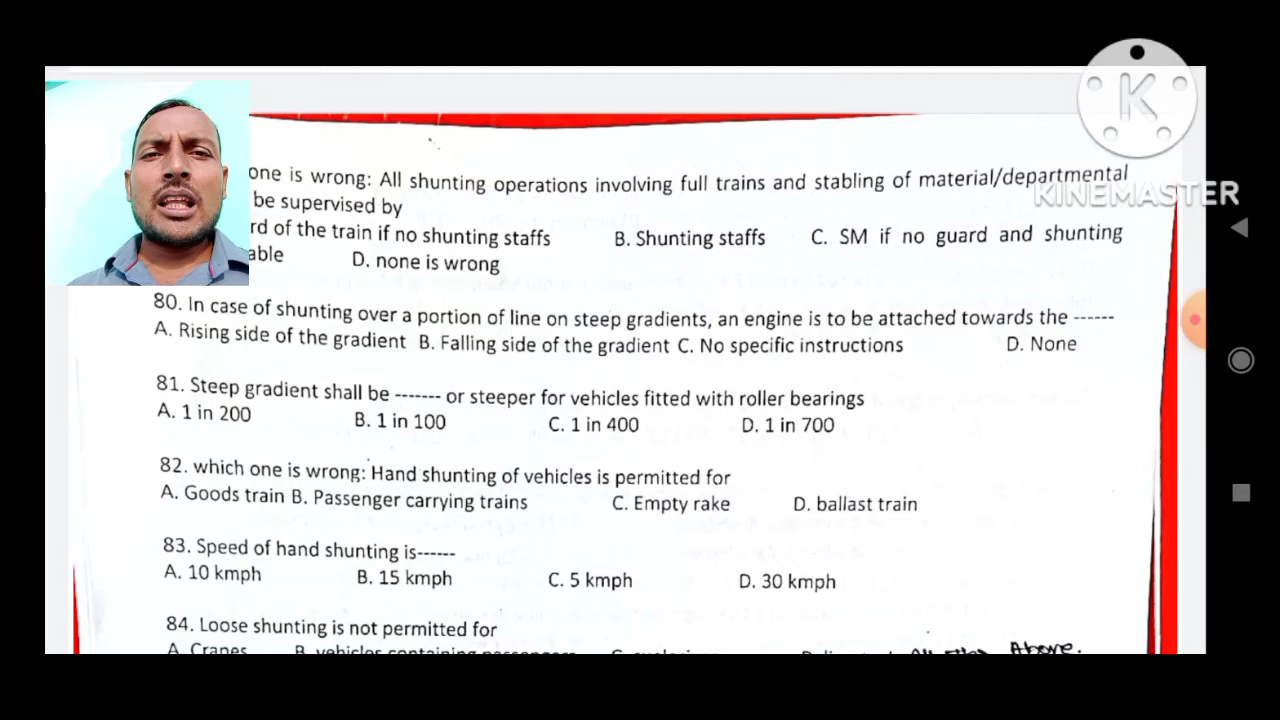 KINEMASTER
one is wrong: All shunting operations involving full trains and stabling of material/departmental
be supervised by
rd of the train if no shunting staffs B. Shunting staffs C. SM if no guard and shunting
able D. none is wrong
80. In case of shunting over a portion of line on steep gradients, an engine is to be attached towards the ------
A. Rising side of the gradient B. Falling side of the gradient C. No specific instructions D. None
81. Steep gradient shall be ------- or steeper for vehicles fitted with roller bearings
A. 1 in 200 B. 1 in 100 C. 1 in 400 D. 1 in 700
82. which one is wrong: Hand shunting of vehicles is permitted for
A. Goods train B. Passenger carrying trains C. Empty rake D. ballast train
83. Speed of hand shunting is------
A. 10 kmph B. 15 kmph C. 5 kmph D. 30 kmph
84. Loose shunting is not permitted for
A. Cranes B. vehicles containing passengers Above.